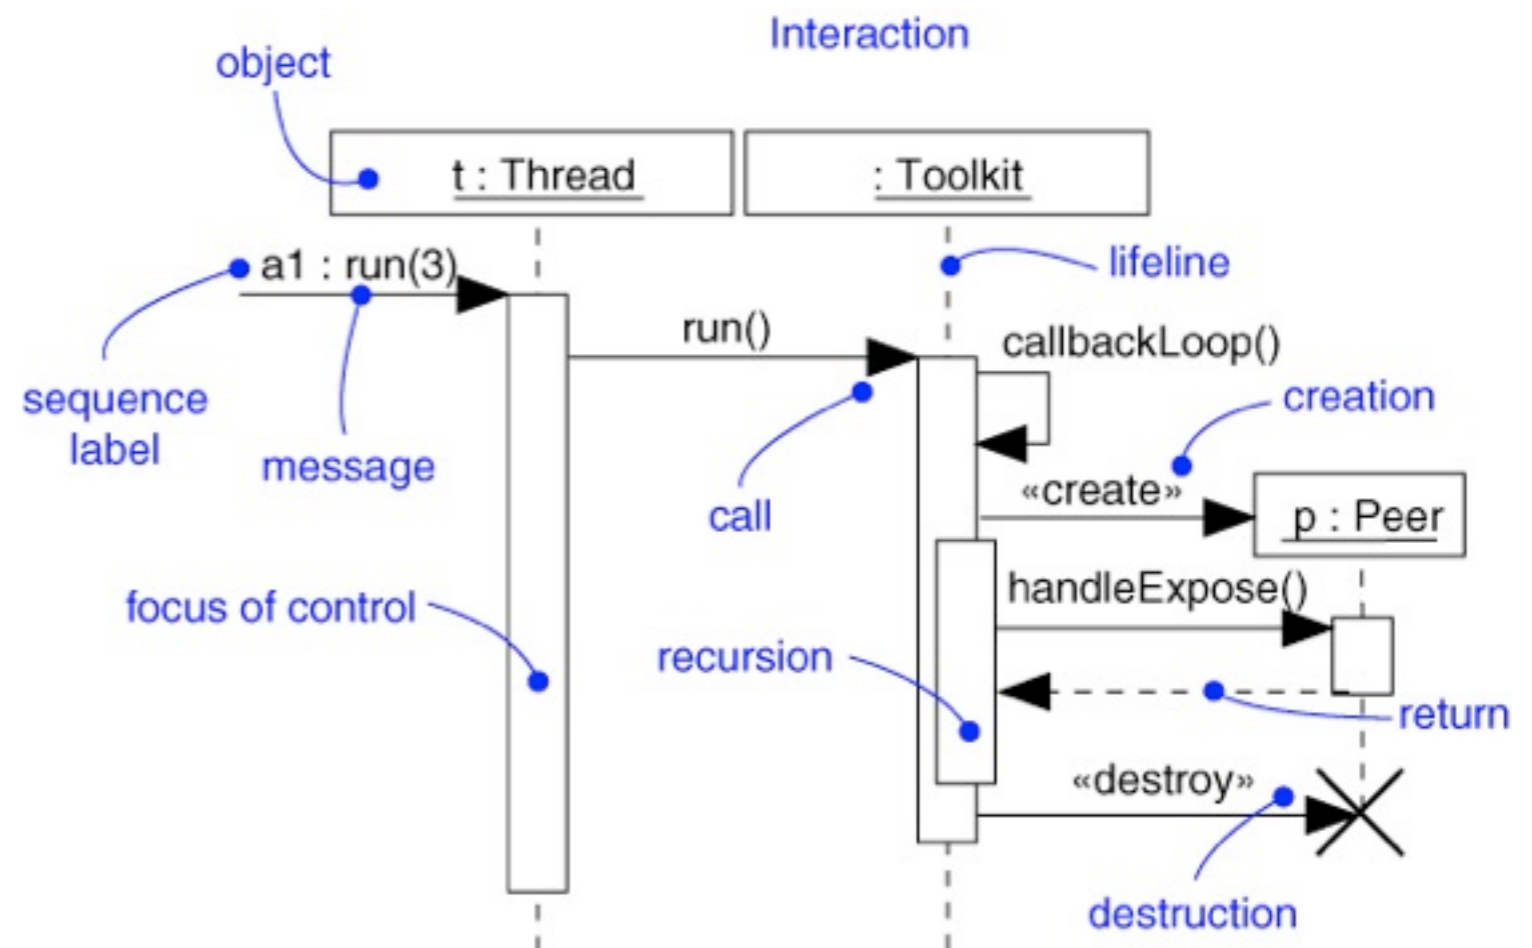 Interaction
object
t : Thread
: Toolkit
a1 : run(3)
lifeline
run()
callbackLoop()
sequence
label
creation
message
«create»
call
p : Peer
handleExpose()
focus of control
recursion
return
«destroy»
destruction